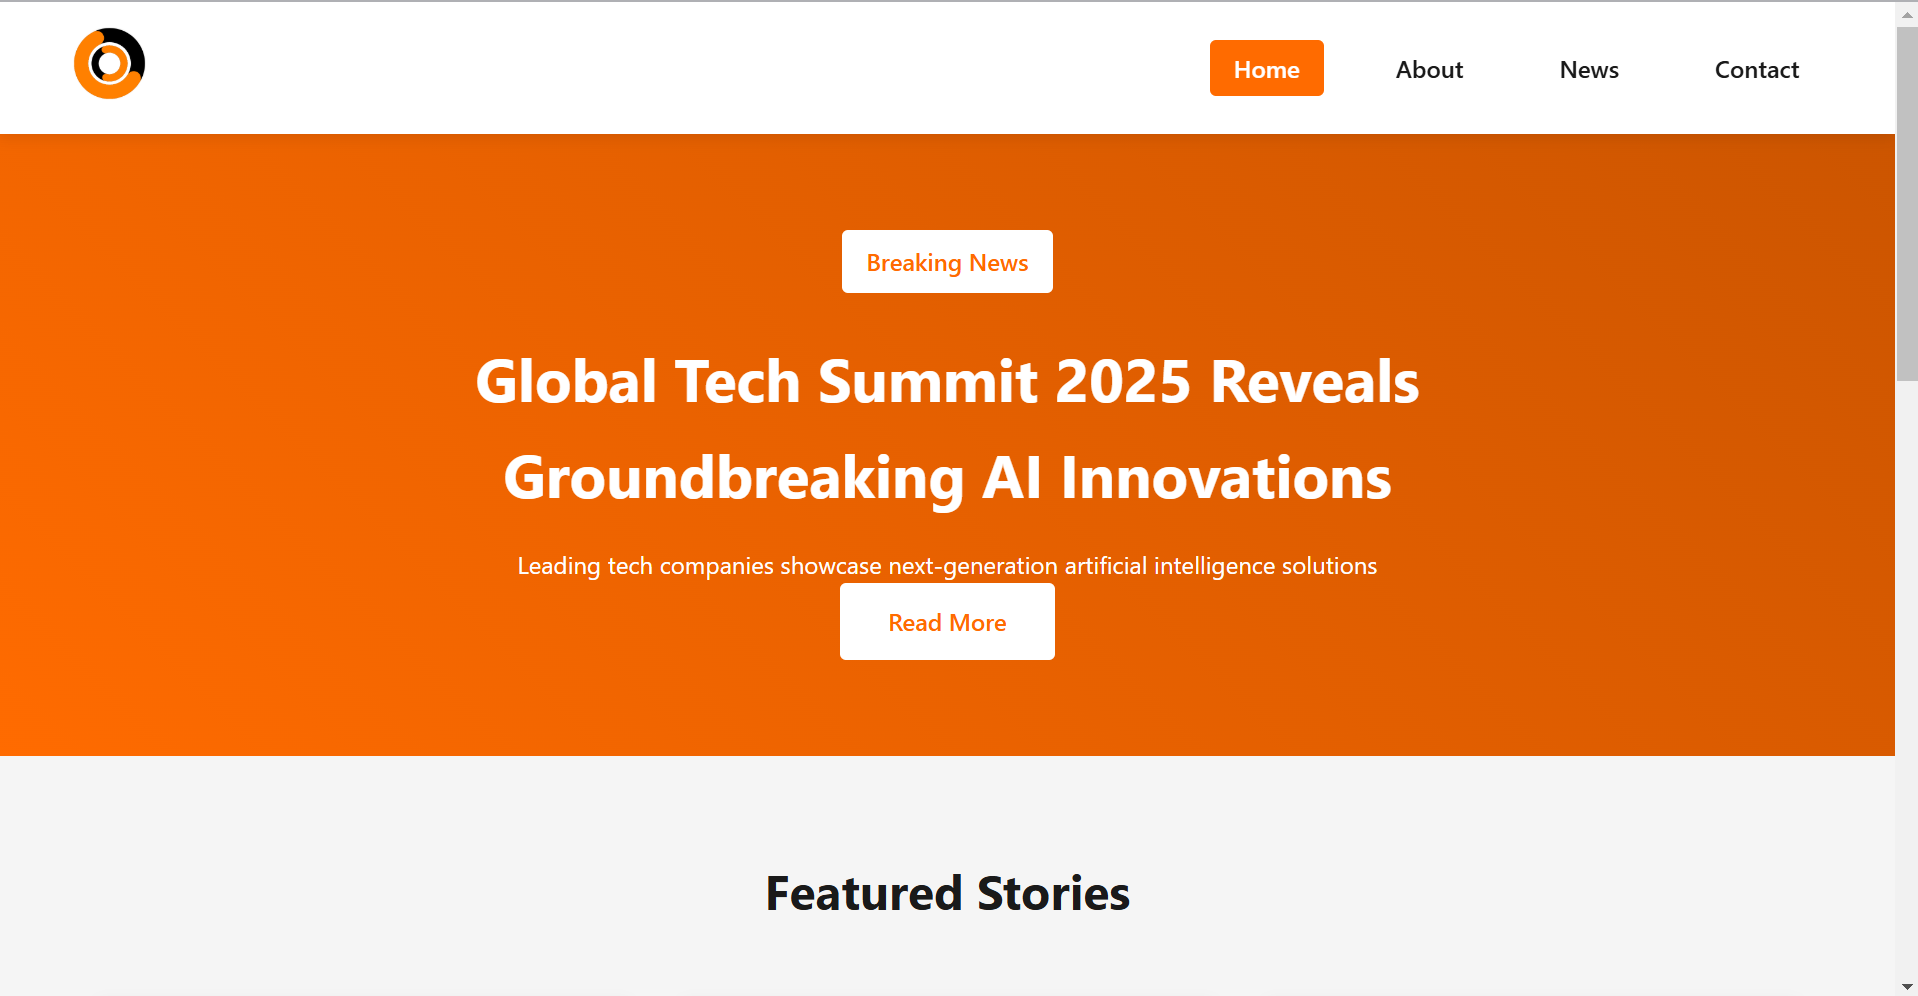 Home About News Contact
Breaking News
Global Tech Summit 2025 Reveals
Groundbreaking AI Innovations
Leading tech companies showcase next-generation artificial intelligence solutions
Read More
Featured Stories